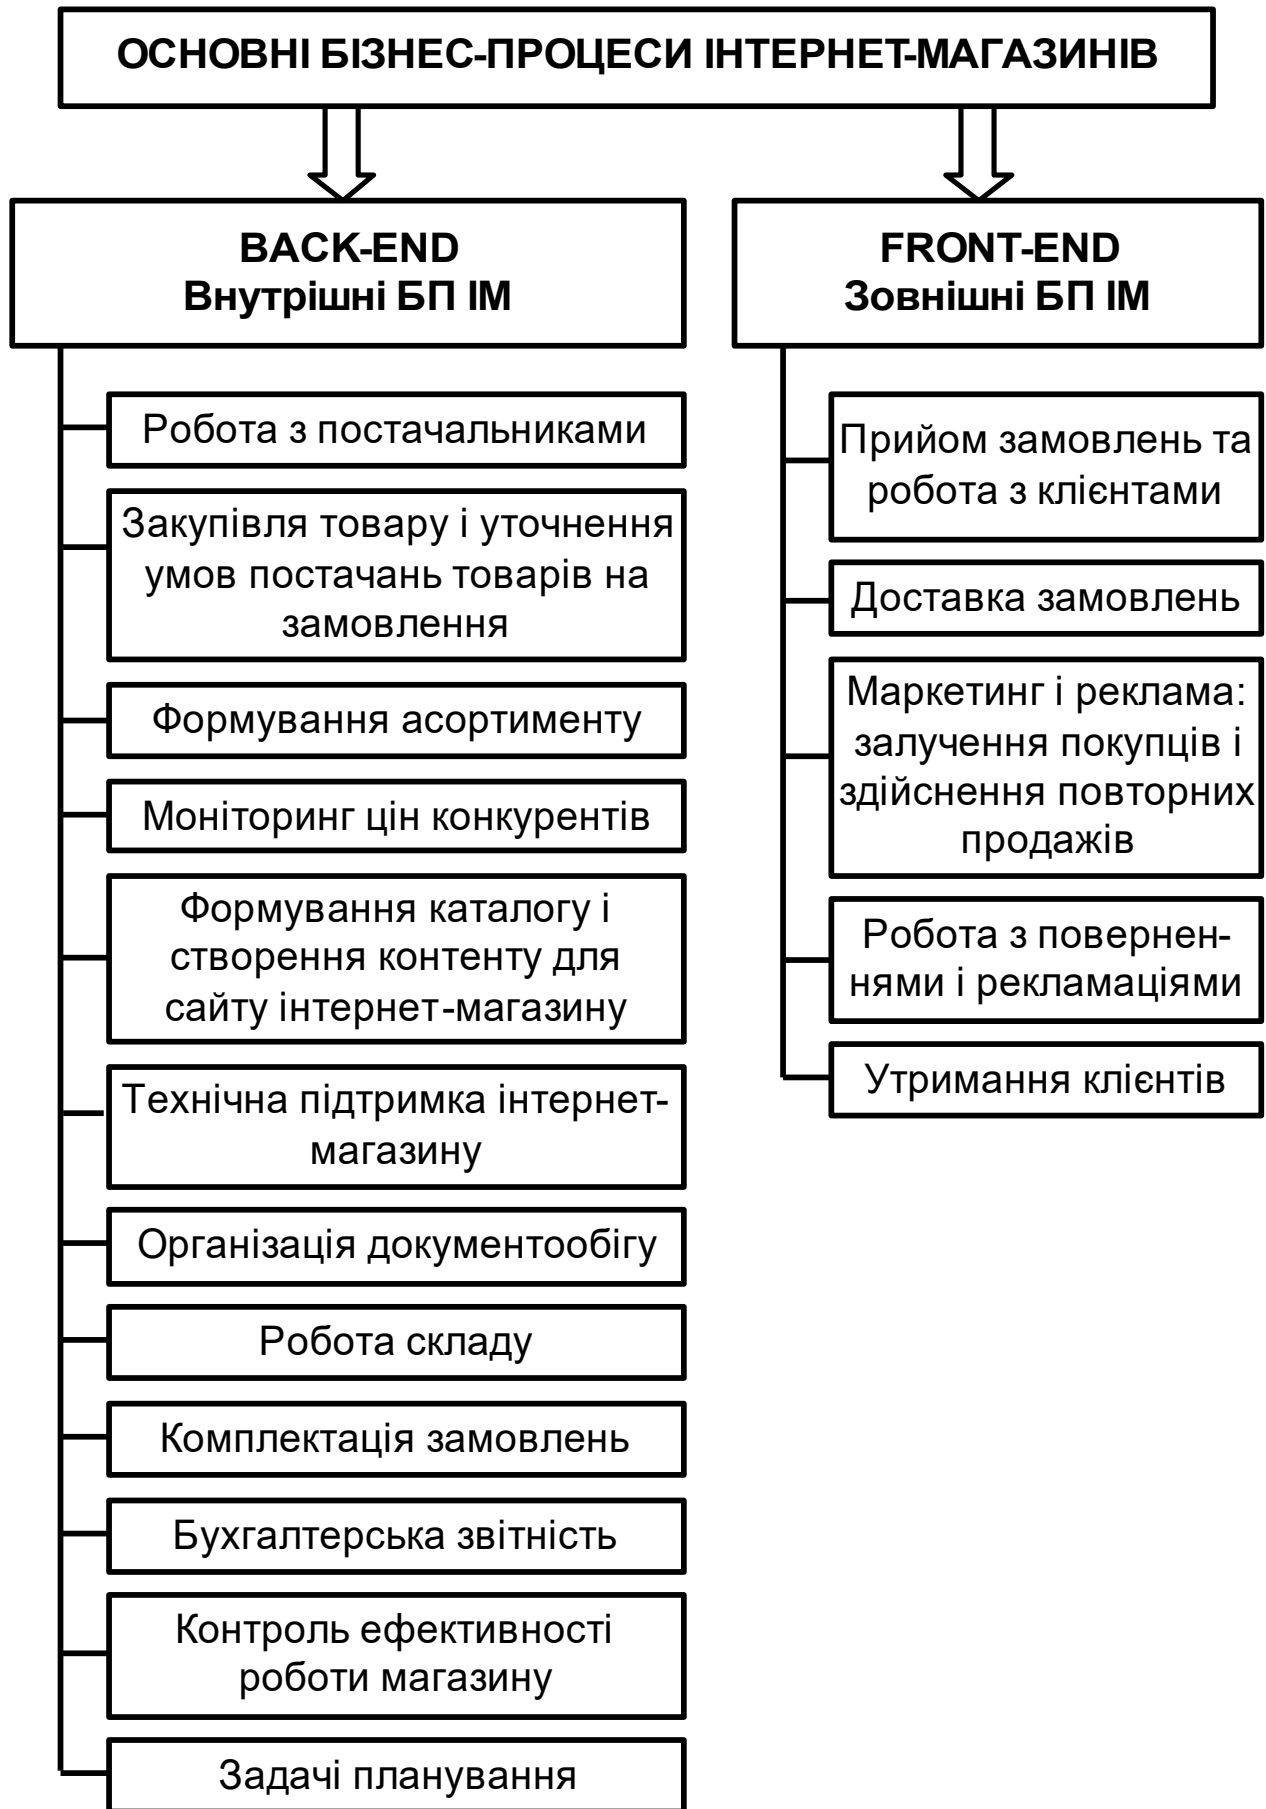 ОСНОВНІ БІЗНЕС-ПРОЦЕСИ ІНТЕРНЕТ-МАГАЗИНІВ
BACK-END
Внутрішні БП ІМ
Робота з постачальниками
Закупівля товару і уточнення
умов постачань товарів на
замовлення
Формування асортименту
Моніторинг цін конкурентів
Формування каталогу і
створення контенту для
сайту інтернет-магазину
Технічна підтримка інтернет-
магазину
Організація документообігу
Робота складу
Комплектація замовлень
Бухгалтерська звітність
Контроль ефективності
роботи магазину
Задачі планування
FRONT-END
Зовнішні БП ІМ
Прийом замовлень та
робота з клієнтами
Доставка замовлень
Маркетинг і реклама:
залучення покупців і
здійснення повторних
продажів
Робота з повернен-
нями і рекламаціями
Утримання клієнтів